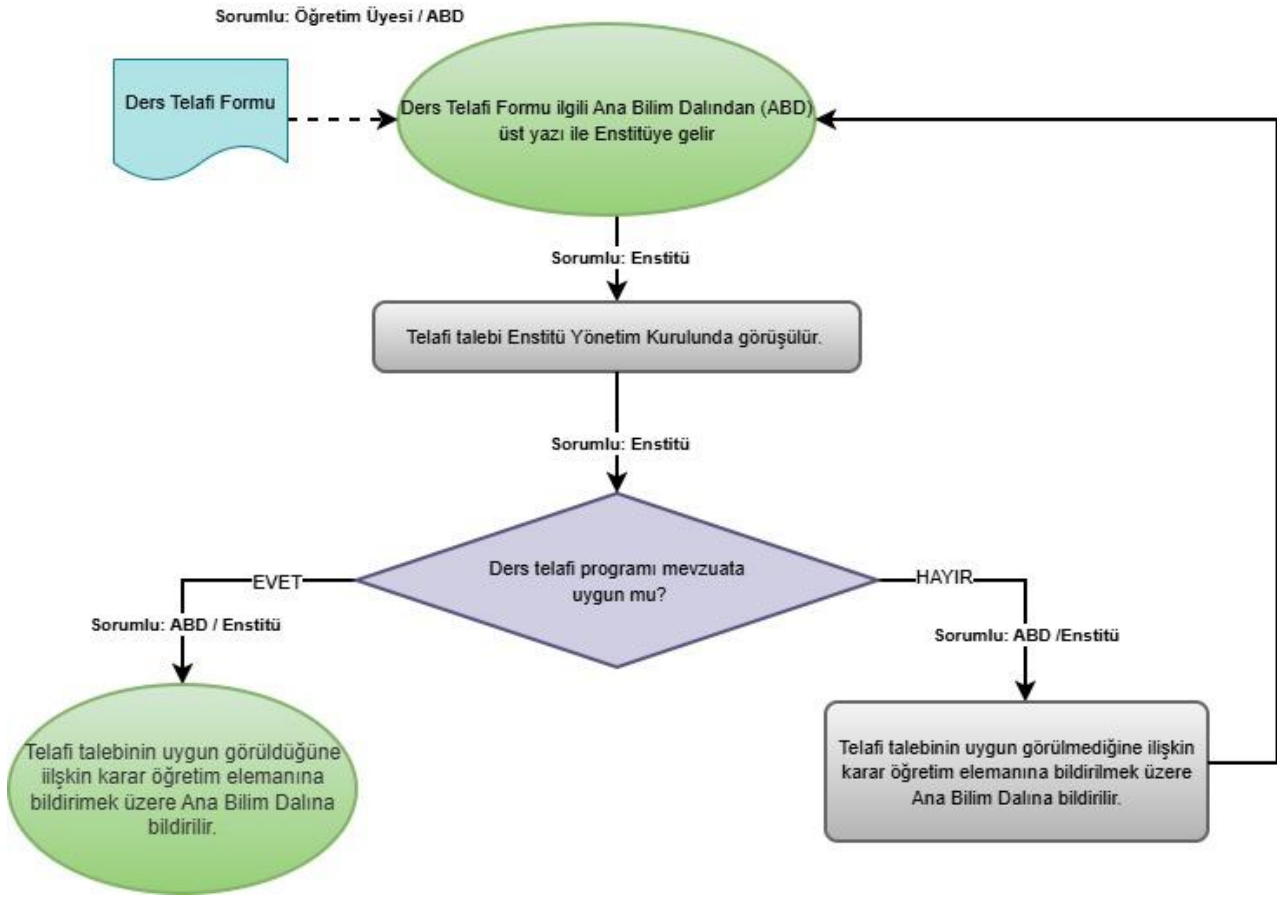 Sorumlu: Öğretim Üyesi / ABD
Ders Telafi Formu
Ders Telafi Formu ilgili Ana Bilim Dalından (ABD)
üst yazı ile Enstitüye gelir
Sorumlu: Enstitü
Telafi talebi Enstitü Yönetim Kurulunda görüşülür.
Sorumlu: Enstitü
Ders telafi programı mevzuata
uygun mu?
EVET
HAYIR
Sorumlu: ABD / Enstitü
Sorumlu: ABD /Enstitü
Telafi talebinin uygun görüldüğüne
iilşkin karar öğretim elemanına
bildirimek üzere Ana Bilim Dalına
bildirilir.
Telafi talebinin uygun görülmediğine ilişkin
karar öğretim elemanına bildirilmek üzere
Ana Bilim Dalına bildirilir.